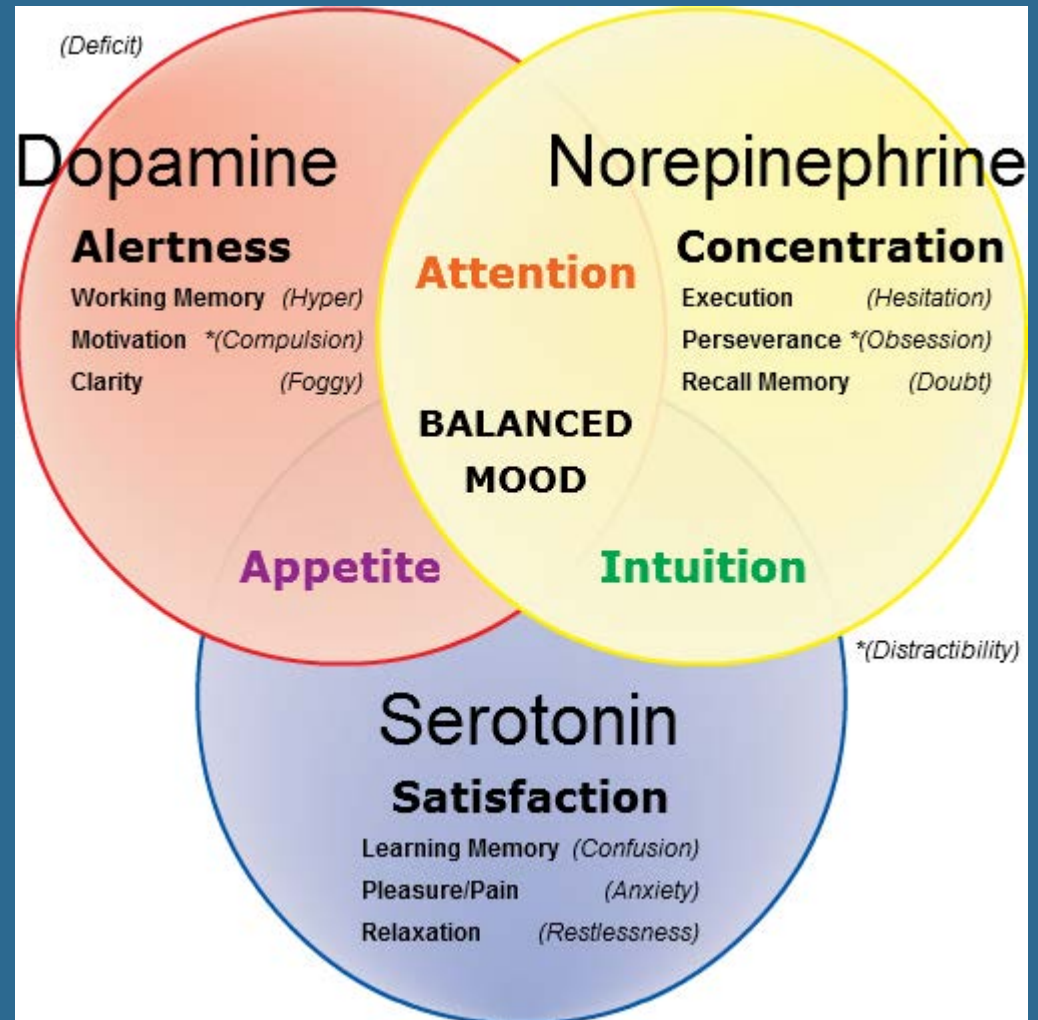 (Deficit)
Dopamine
Norepinephrine
Alertness
Working Memory (Hyper)
Motivation *(Compulsion)
Clarity (Foggy)
Attention
Concentration
Execution (Hesitation)
Perseverance *(Obsession)
Recall Memory (Doubt)
BALANCED
MOOD
Appetite
Intuition
*(Distractibility)
Serotonin
Satisfaction
Learning Memory (Confusion)
Pleasure/Pain (Anxiety)
Relaxation (Restlessness)